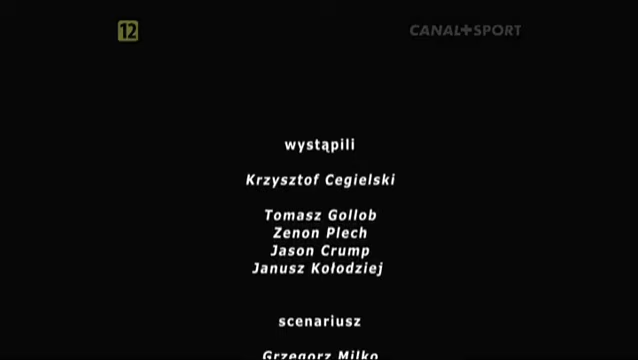 12
CANAL+SPORT
wystąpili
Krzysztof Cegielski
Tomasz Gollob
Zenon Plech
Jason Crump
Janusz Kołodziej
scenariusz
Grzegorz Milko